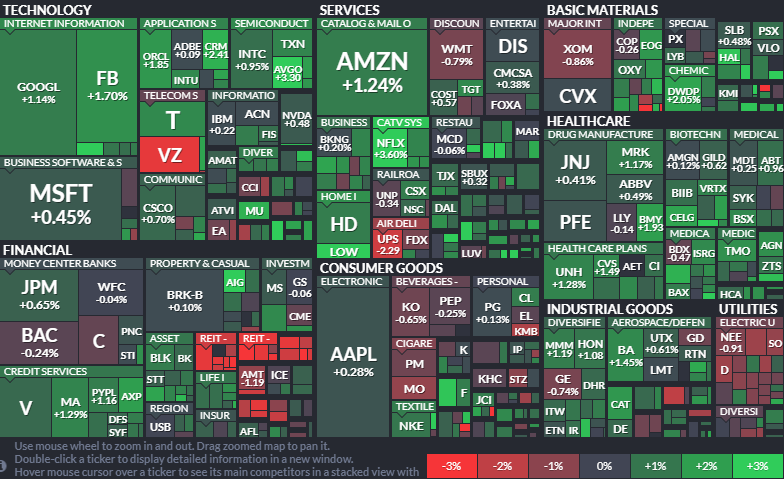 TECHNOLOGY
INTERNET INFORMATION
GOOGL
+1.14%
FB
+1.70%
APPLICATION S
ORCL
+1.85
ADBE
+0.09
CRM
+2.41
INTU
SEMICONDUCT
INTC
+0.95%
TXN
AVGO
+3.30
TELECOM S
T
VZ
INFORMATIO
IBM
+0.22
ACN
FIS
NVDA
+0.48
BUSINESS SOFTWARE & S
MSFT
+0.45%
COMMUNIC
CSCO
+0.70%
AMAT
DIVER
CCI
ATVI
MU
EA
SERVICES
CATALOG & MAIL O
AMZN
+1.24%
DISCOUN
WMT
-0.79%
COST
+0.57
TGT
ENTERTAI
DIS
CMCSA
+0.38%
FOXA
BUSINESS
BKNG
+0.20%
CATV SYS
NFLX
+3.60%
RESTAU
MCD
-0.06%
MAR
RAILROA
UNP
-0.34
CSX
NSC
TJX
SBUX
+0.32
HOME I
HD
LOW
AIR DELI
UPS
-2.29
FDX
DAL
LUV
BASIC MATERIALS
MAJOR INT
XOM
-0.86%
CVX
INDEPE
COP
-0.26
EOG
OXY
SPECIAL
PX
LYB
CHEMIC
DWDP
+2.05%
SLB
+0.48%
HAL
KMI
PSX
VLO
HEALTHCARE
DRUG MANUFACTURE
JNJ
+0.41%
MRK
+1.17%
ABBV
+0.49%
PFE
LLY
-0.14
BMY
+1.93
BIOTECHN
AMGN
+0.12%
GILD
+0.62
BIIB
VRTX
CELG
MEDICAL
MDT
+0.25
ABT
+0.96
SYK
BSX
HEALTH CARE PLANS
UNH
+1.28%
CVS
+1.49
AET
CI
MEDICA
BDX
-0.47
ISRG
BAX
MEDIC
TMO
AGN
ZTS
HCA
FINANCIAL
MONEY CENTER BANKS
JPM
+0.65%
WFC
-0.04%
BAC
-0.24%
C
PNC
STI
PROPERTY & CASUAL
BRK-B
+0.10%
AIG
INVESTM
MS
GS
-0.06
CME
ASSET
BLK
BK
STT
REIT -
REIT -
AMT
-1.19
ICE
LIFE I
CREDIT SERVICES
V
MA
+1.29%
PYPL
+1.16
AXP
DFS
SYF
REGION
USB
INSUR
AFL
CONSUMER GOODS
ELECTRONIC
AAPL
+0.28%
BEVERAGES -
KO
-0.65%
PEP
-0.25%
PERSONAL
PG
+0.13%
CL
EL
KMB
CIGARE
PM
MO
K
IP
TEXTILE
NKE
F
KHC
STZ
JCI
INDUSTRIAL GOODS
DIVERSIFIE
MMM
+1.19
HON
+1.08
GE
-0.74%
DHR
ITW
ETN
IR
AEROSPACE/DEFEN
BA
+1.45%
UTX
+0.61%
LMT
GD
RTN
CAT
DE
UTILITIES
ELECTRIC U
NEE
-0.91
SO
D
DIVERSI
Use mouse wheel to zoom in and out. Drag zoomed map to pan it.
Double-click a ticker to display detailed information in a new window.
Hover mouse cursor over a ticker to see its main competitors in a stacked view with
-3% -2% -1% 0% +1% +2% +3%